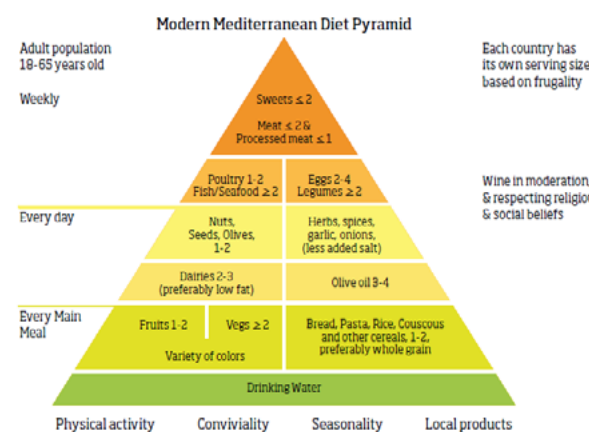 Modern Mediterranean Diet Pyramid
Adult population
18-65 years old
Each country has
its own serving size
based on frugality
Weekly
Sweets ≤ 2
Meat ≤ 2 &
Processed meat ≤ 1
Poultry 1-2
Fish/Seafood ≥ 2
Eggs 2-4
Legumes ≥ 2
Wine in moderation,
& respecting religiou
& social beliefs
Every day
Nuts,
Seeds, Olives,
1-2
Herbs, spices,
garlic, onions,
(less added salt)
Dairies 2-3
(preferably low fat)
Olive oil 3-4
Every Main
Meal
Fruits 1-2
Vegs ≥ 2
Variety of colors
Bread, Pasta, Rice, Couscous
and other cereals, 1-2,
preferably whole grain
Drinking Water
Physical activity
Conviviality
Seasonality
Local products